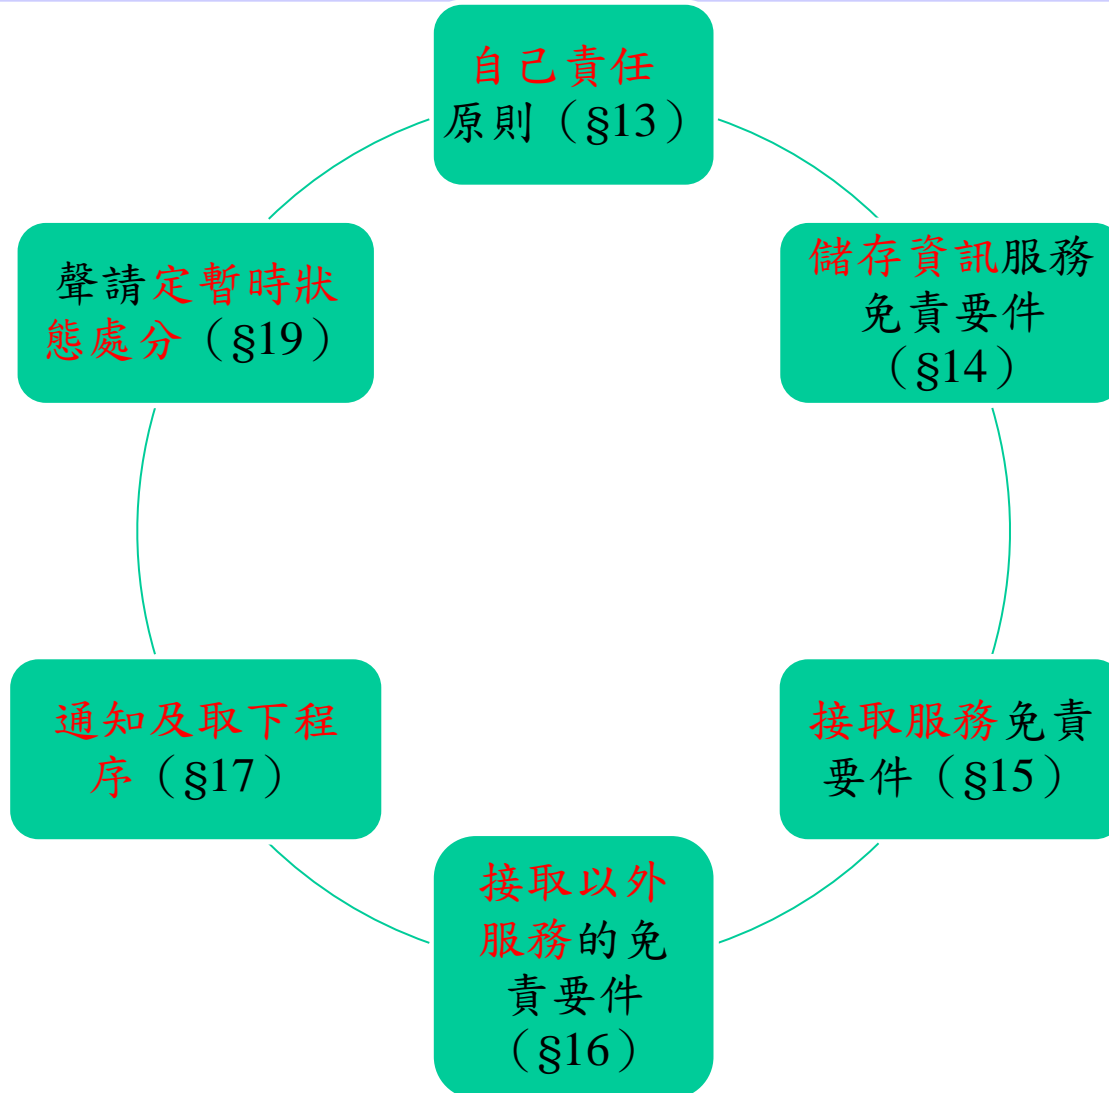 自己責任
原則（§13）
儲存資訊服務
免責要件
（§14）
接取服務免責
要件（§15）
接取以外
服務的免
責要件
（§16）
通知及取下程
序（§17）
聲請定暫時狀
態處分（§19）